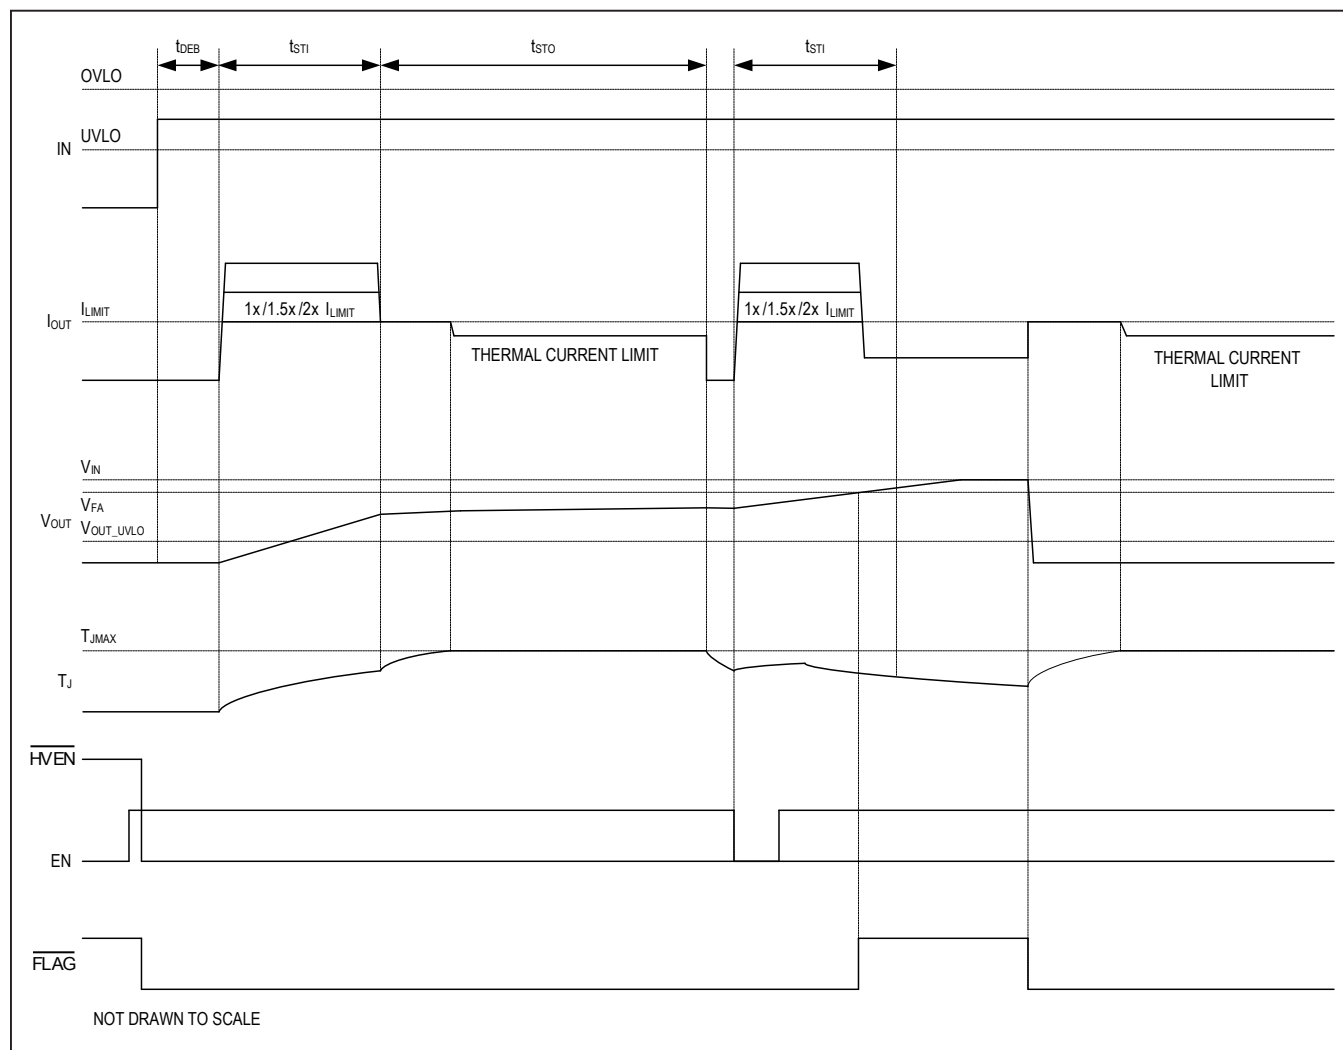 tDEB tSTI tSTO tSTI
OVLO
UVLO
IN
ILIMIT
1x/1.5x/2x ILIMIT 1x/1.5x/2x ILIMIT
IOUT
THERMAL CURRENT LIMIT
THERMAL CURRENT
LIMIT
VIN
VFA
VOUT
VOUT_UVLO
TJMAX
TJ
HVEN
EN
FLAG
NOT DRAWN TO SCALE